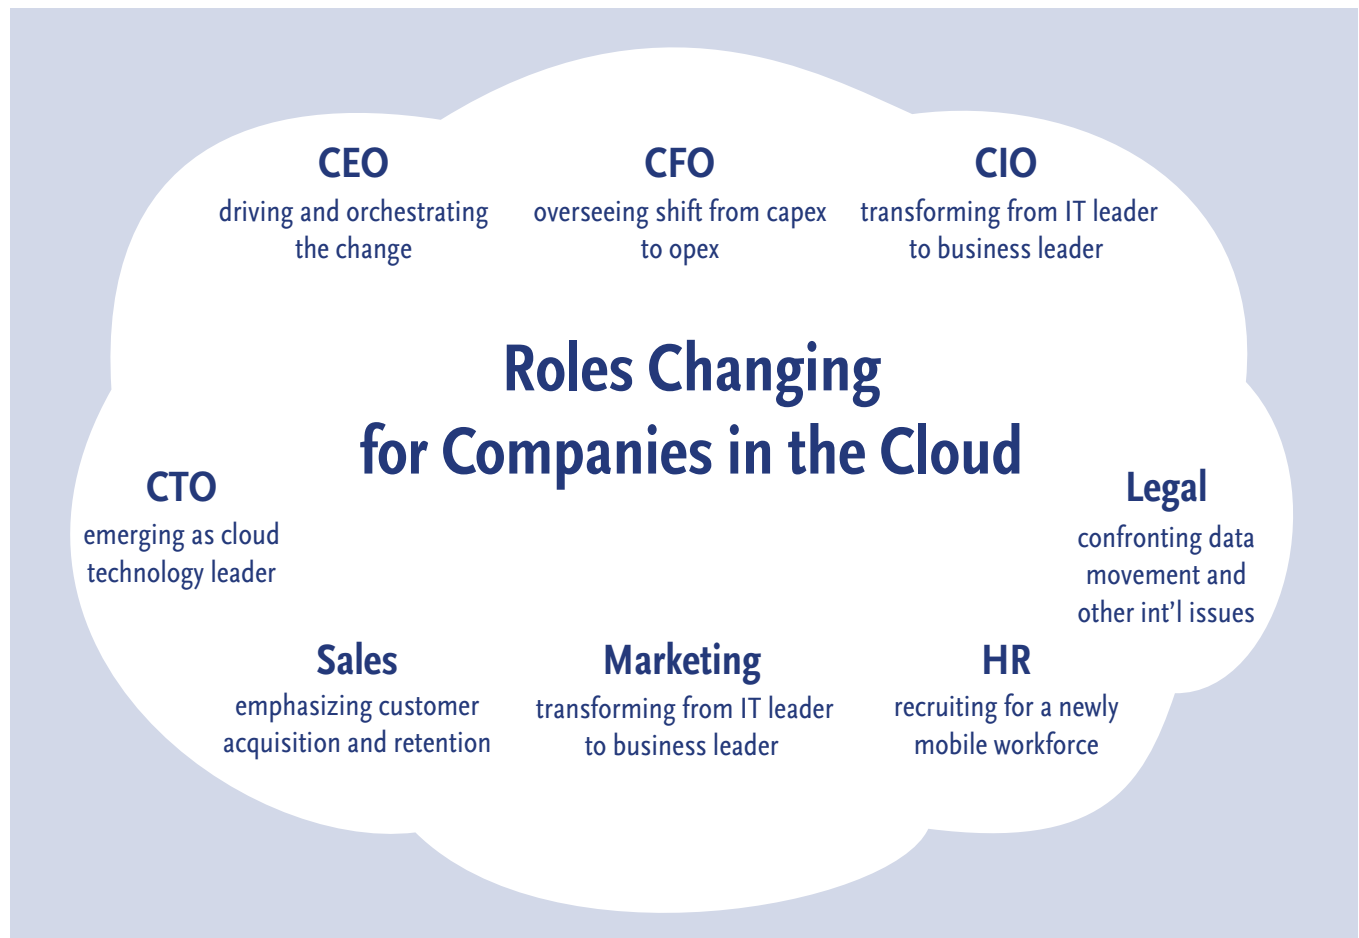 CEO
driving and orchestrating
the change
CFO
overseeing shift from capex
to opex
CIO
transforming from IT leader
to business leader
Roles Changing
for Companies in the Cloud
CTO
emerging as cloud
technology leader
Legal
confronting data
movement and
other int'l issues
Sales
emphasizing customer
acquisition and retention
Marketing
transforming from IT leader
to business leader
HR
recruiting for a newly
mobile workforce